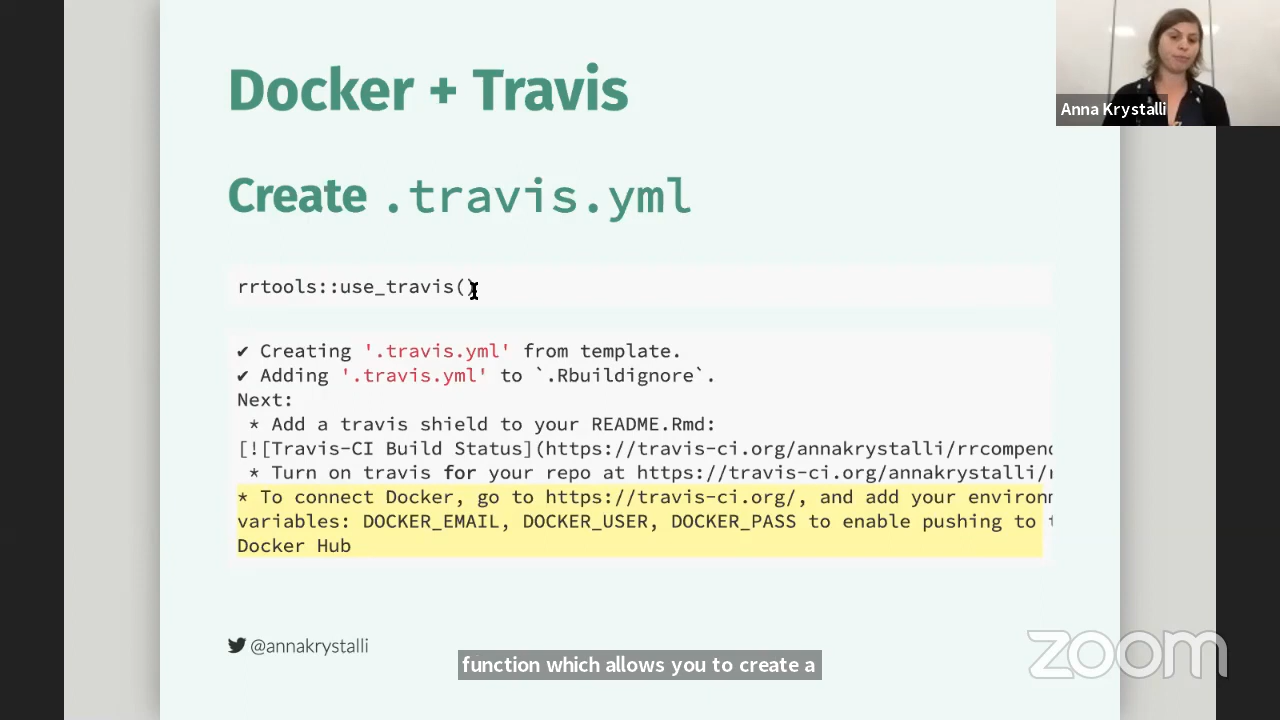 Docker + Travis
Anna Krystalli
Create .travis.yml
rrtools::use_travis()
✔ Creating '.travis.yml' from template.
✔ Adding '.travis.yml' to `.Rbuildignore`.
Next:
* Add a travis shield to your README.Rmd:
[![Travis-CI Build Status](https://travis-ci.org/annakrystalli/rrcompend
* Turn on travis for your repo at https://travis-ci.org/annakrystalli/r
* To connect Docker, go to https://travis-ci.org/, and add your environm
variables: DOCKER_EMAIL, DOCKER_USER, DOCKER_PASS to enable pushing to t
Docker Hub
@annakrystalli
function which allows you to create a
zoom